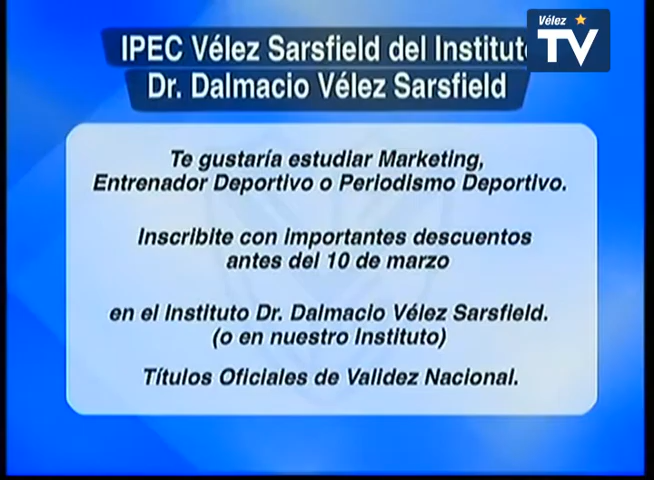 IPEC Vélez Sarsfield del Instituto
Dr. Dalmacio Vélez Sarsfield
Vélez
TV
Te gustaría estudiar Marketing,
Entrenador Deportivo o Periodismo Deportivo.
Inscribite con importantes descuentos
antes del 10 de marzo
en el Instituto Dr. Dalmacio Vélez Sarsfield.
(o en nuestro Instituto)
Títulos Oficiales de Validez Nacional.